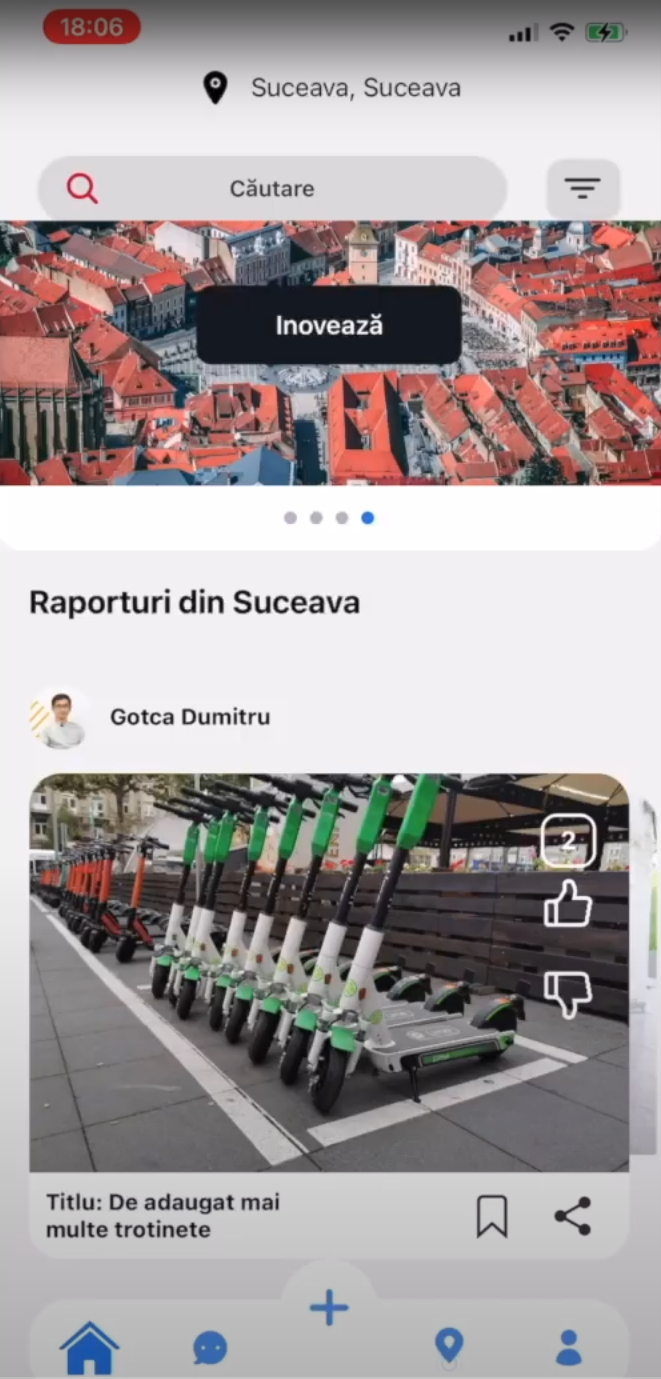 18:06
Suceava, Suceava
Căutare
Inovează
Raporturi din Suceava
Gotca Dumitru
2
Titlu: De adaugat mai
multe trotinete